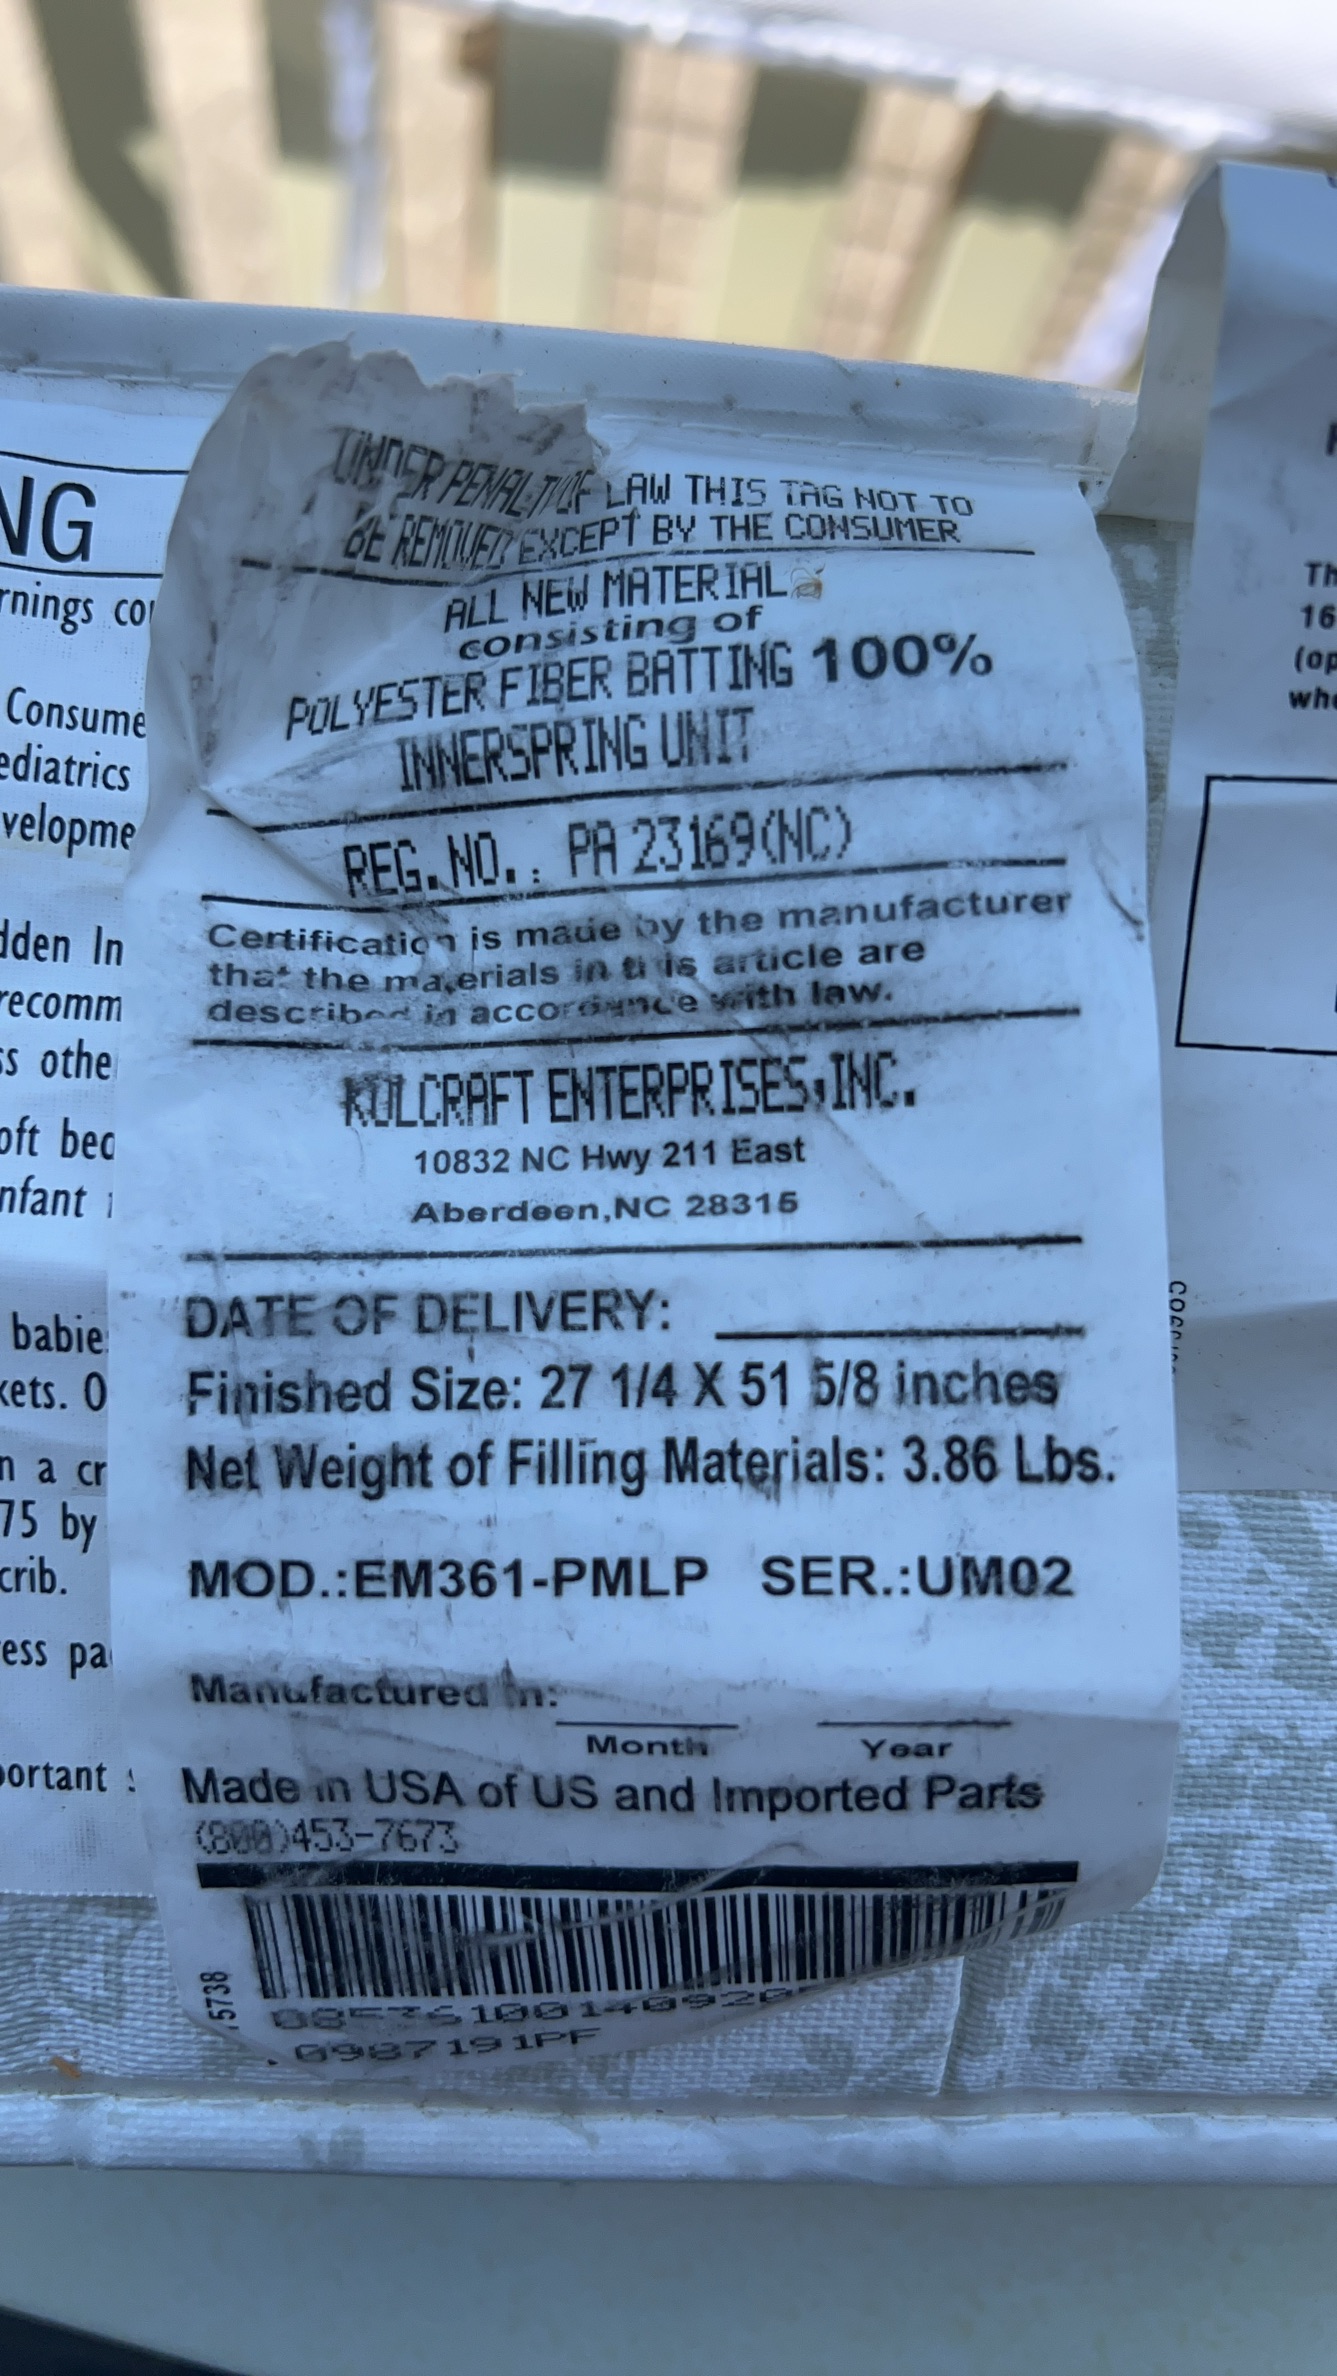 NG
rnings co
Consume
ediatrics
velopme
dden In
recomm
ss othe
oft bed
nfant
babie
kets. O
n a cr
75 by
crib.
ess pa
portant
UNDER PENALTY OF LAW THIS TAG NOT TO
BE REMOVED EXCEPT BY THE CONSUMER
ALL NEW MATERIAL
consisting of
POLYESTER FIBER BATTING 100%
INNERSPRING UNIT
REG. NO.: PA 23169(NC)
Certification is made by the manufacturer
that the materials in this article are
described in accordance with law.
KOLCRAFT ENTERPRISES, INC.
10832 NC Hwy 211 East
Aberdeen, NC 28315
DATE OF DELIVERY:
Finished Size: 27 1/4 X 51 5/8 inches
Net Weight of Filling Materials: 3.86 Lbs.
MOD.:EM361-PMLP SER.:UM02
Manufactured In:
Month Year
Made in USA of US and Imported Parts
(800)453-7673
5738
0987191PF
Th
16
(op
whe